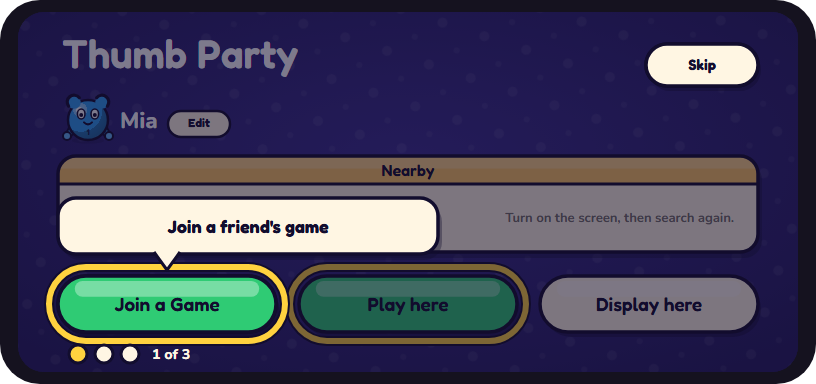 Thumb Party
Skip
Mia
Edit
Nearby
Join a friend's game
Turn on the screen, then search again.
Join a Game
Play here
Display here
1 of 3